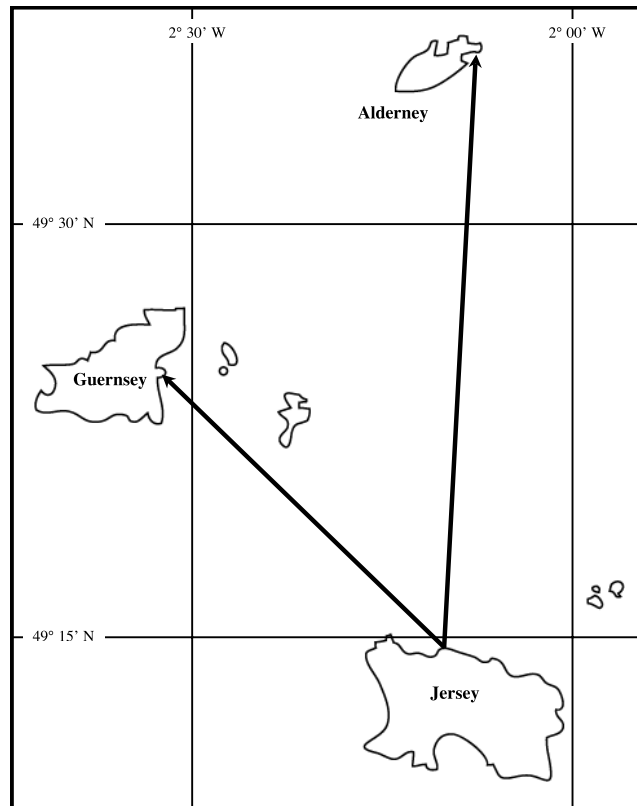 2° 30’ W
2° 00’ W
Alderney
49° 30’ N
Guernsey
49° 15’ N
Jersey